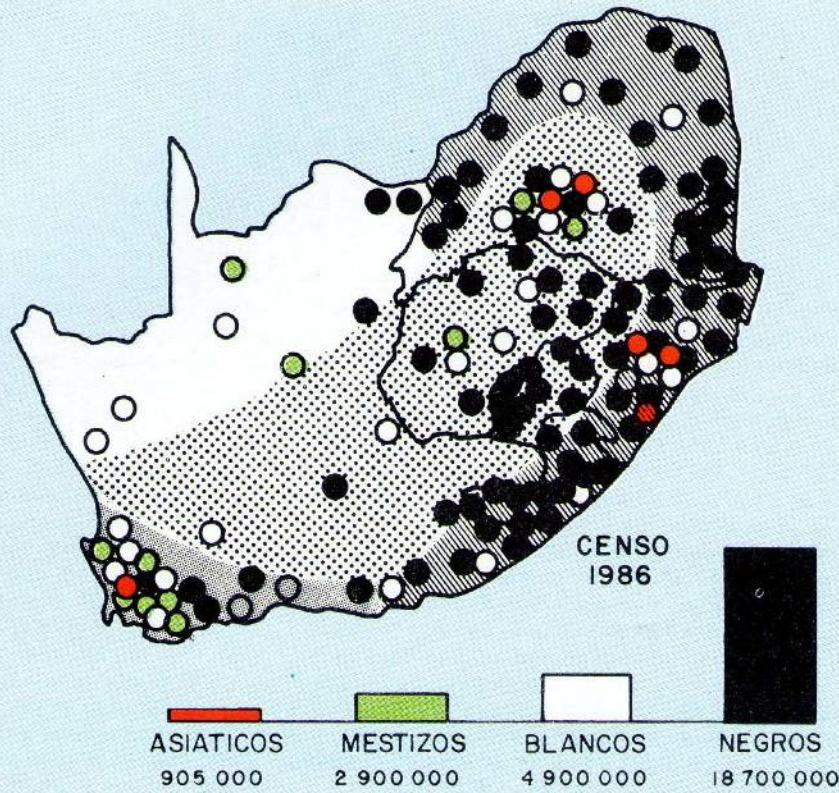 CENSO
1986
ASIATICOS
905 000
MESTIZOS
2 900 000
BLANCOS
4 900 000
NEGROS
18 700 000